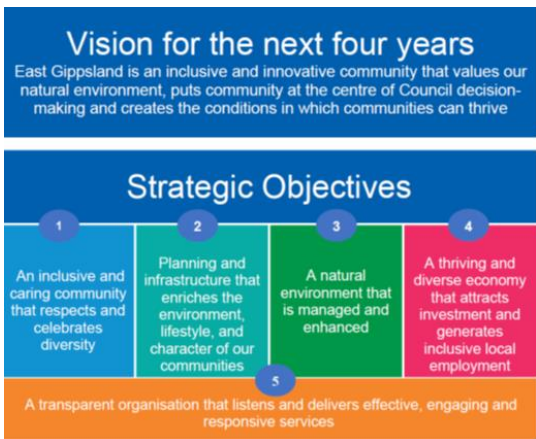 Vision for the next four years
East Gippsland is an inclusive and innovative community that values our
natural environment, puts community at the centre of Council decision-
making and creates the conditions in which communities can thrive
Strategic Objectives
1
An inclusive and
caring community
that respects and
celebrates
diversity
2
Planning and
infrastructure that
enriches the
environment,
lifestyle, and
character of our
communities
3
A natural
environment that
is managed and
enhanced
4
A thriving and
diverse economy
that attracts
investment and
generates
inclusive local
employment
5
A transparent organisation that listens and delivers effective, engaging and
responsive services